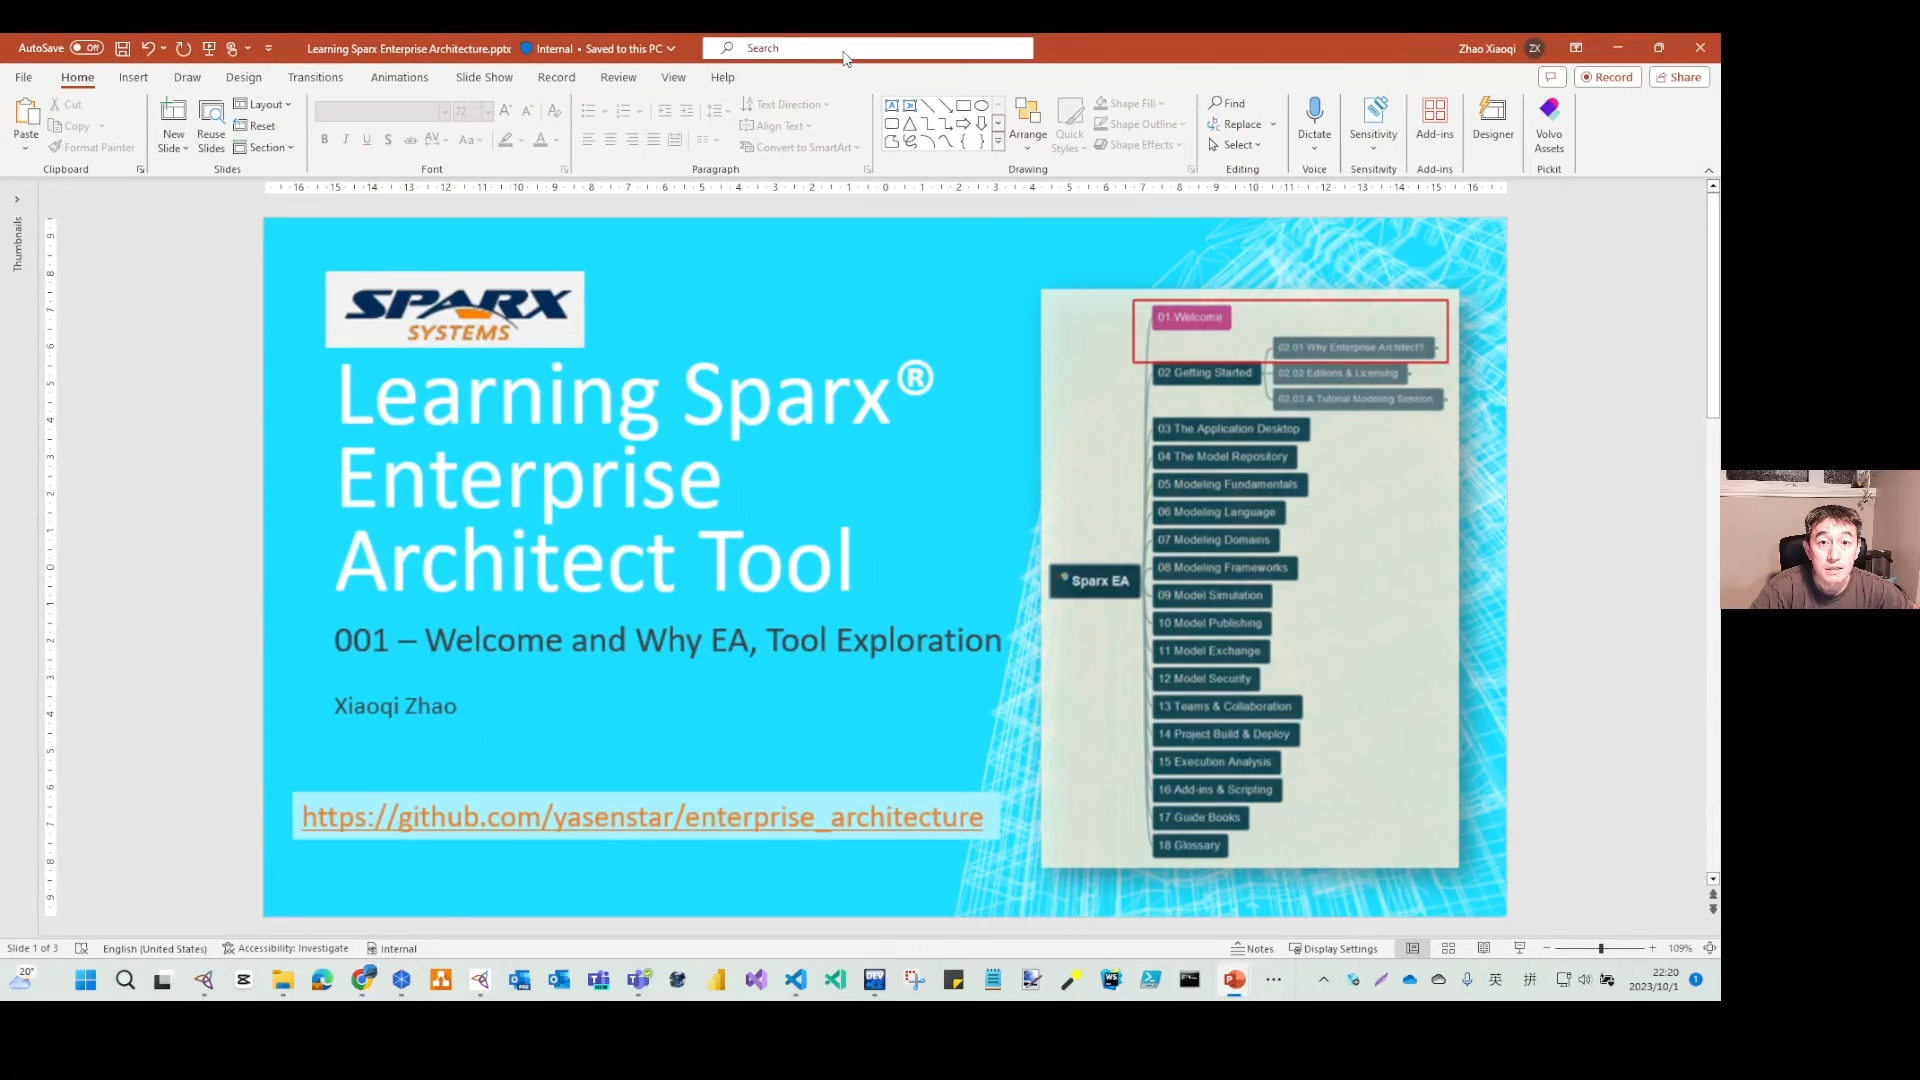 AutoSave Off
Learning Sparx Enterprise Architecture.pptx
Internal • Saved to this PC
Search
Zhao Xiaoqi
ZX
File Home Insert Draw Design Transitions Animations Slide Show Record Review View Help
Record
Share
Paste
Cut
Copy
Format Painter
Clipboard
New Slide
Reuse Slides
Layout
Reset
Section
Slides
72
Font
Text Direction
Align Text
Convert to SmartArt
Paragraph
Arrange
Quick Styles
Shape Fill
Shape Outline
Shape Effects
Drawing
Find
Replace
Select
Editing
Dictate
Voice
Sensitivity
Sensitivity
Add-ins
Add-ins
Designer
Volvo Assets
Pickit
Thumbnails
SPARX
SYSTEMS
Learning Sparx®
Enterprise
Architect Tool
001 – Welcome and Why EA, Tool Exploration
Xiaoqi Zhao
https://github.com/yasenstar/enterprise_architecture
Sparx EA
01 Welcome
02.01 Why Enterprise Architect?
02 Getting Started
02.02 Editions & Licensing
02.03 A Tutorial Modeling Session
03 The Application Desktop
04 The Model Repository
05 Modeling Fundamentals
06 Modeling Language
07 Modeling Domains
08 Modeling Frameworks
09 Model Simulation
10 Model Publishing
11 Model Exchange
12 Model Security
13 Teams & Collaboration
14 Project Build & Deploy
15 Execution Analysis
16 Add-ins & Scripting
17 Guide Books
18 Glossary
Slide 1 of 3
English (United States)
Accessibility: Investigate
Internal
Notes
Display Settings
109%
20°
英
拼
22:20
2023/10/1